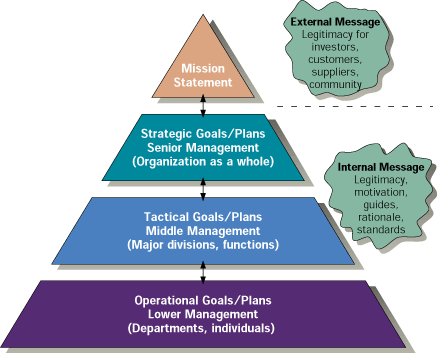 External Message
Legitimacy for
investors,
customers,
suppliers,
community
Mission
Statement
Strategic Goals/Plans
Senior Management
(Organization as a whole)
Internal Message
Legitimacy,
motivation,
guides,
rationale,
standards
Tactical Goals/Plans
Middle Management
(Major divisions, functions)
Operational Goals/Plans
Lower Management
(Departments, individuals)